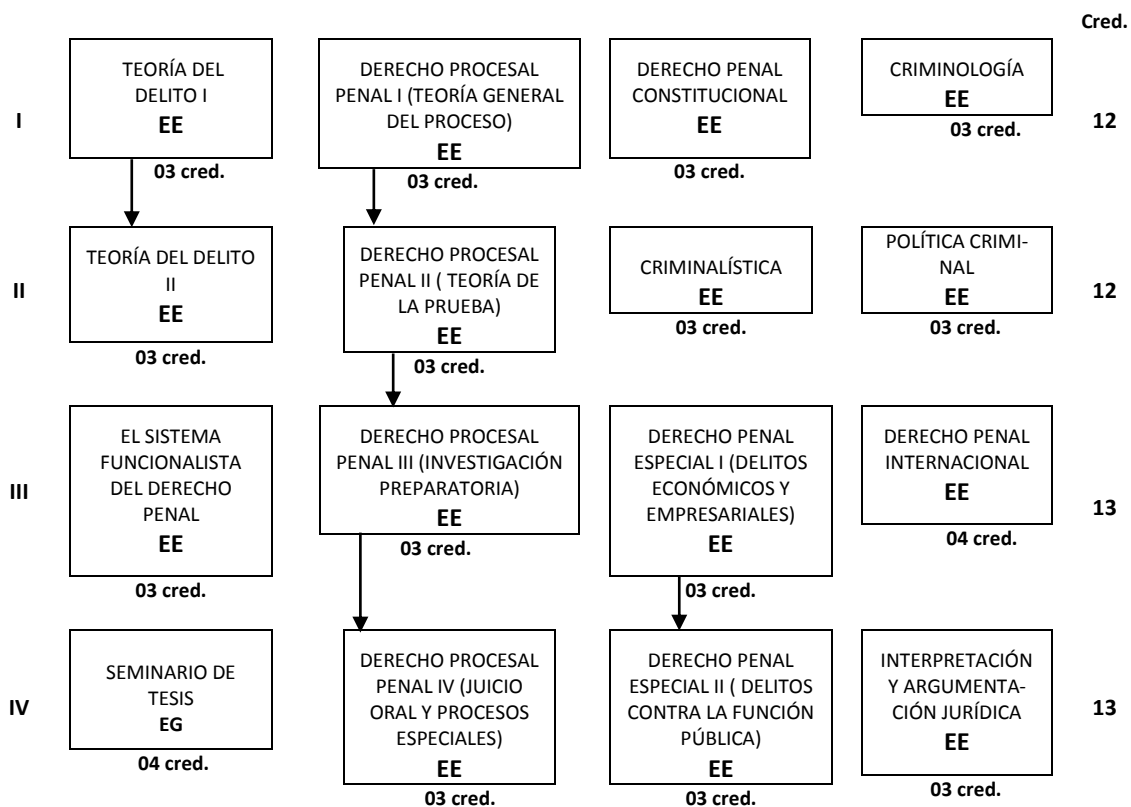 Cred.
I
TEORÍA DEL
DELITO I
EE
03 cred.
DERECHO PROCESAL
PENAL I (TEORÍA GENERAL
DEL PROCESO)
EE
03 cred.
DERECHO PENAL
CONSTITUCIONAL
EE
03 cred.
CRIMINOLOGÍA
EE
03 cred.
12
II
TEORÍA DEL DELITO
II
EE
03 cred.
DERECHO PROCESAL
PENAL II ( TEORÍA DE
LA PRUEBA)
EE
03 cred.
CRIMINALÍSTICA
EE
03 cred.
POLÍTICA CRIMI-
NAL
EE
03 cred.
12
III
EL SISTEMA
FUNCIONALISTA
DEL DERECHO
PENAL
EE
03 cred.
DERECHO PROCESAL
PENAL III (INVESTIGACIÓN
PREPARATORIA)
EE
03 cred.
DERECHO PENAL
ESPECIAL I (DELITOS
ECONÓMICOS Y
EMPRESARIALES)
EE
03 cred.
DERECHO PENAL
INTERNACIONAL
EE
04 cred.
13
IV
SEMINARIO DE
TESIS
EG
04 cred.
DERECHO PROCESAL
PENAL IV (JUICIO
ORAL Y PROCESOS
ESPECIALES)
EE
03 cred.
DERECHO PENAL
ESPECIAL II ( DELITOS
CONTRA LA FUNCIÓN
PÚBLICA)
EE
03 cred.
INTERPRETACIÓN
Y ARGUMENTA-
CIÓN JURÍDICA
EE
03 cred.
13